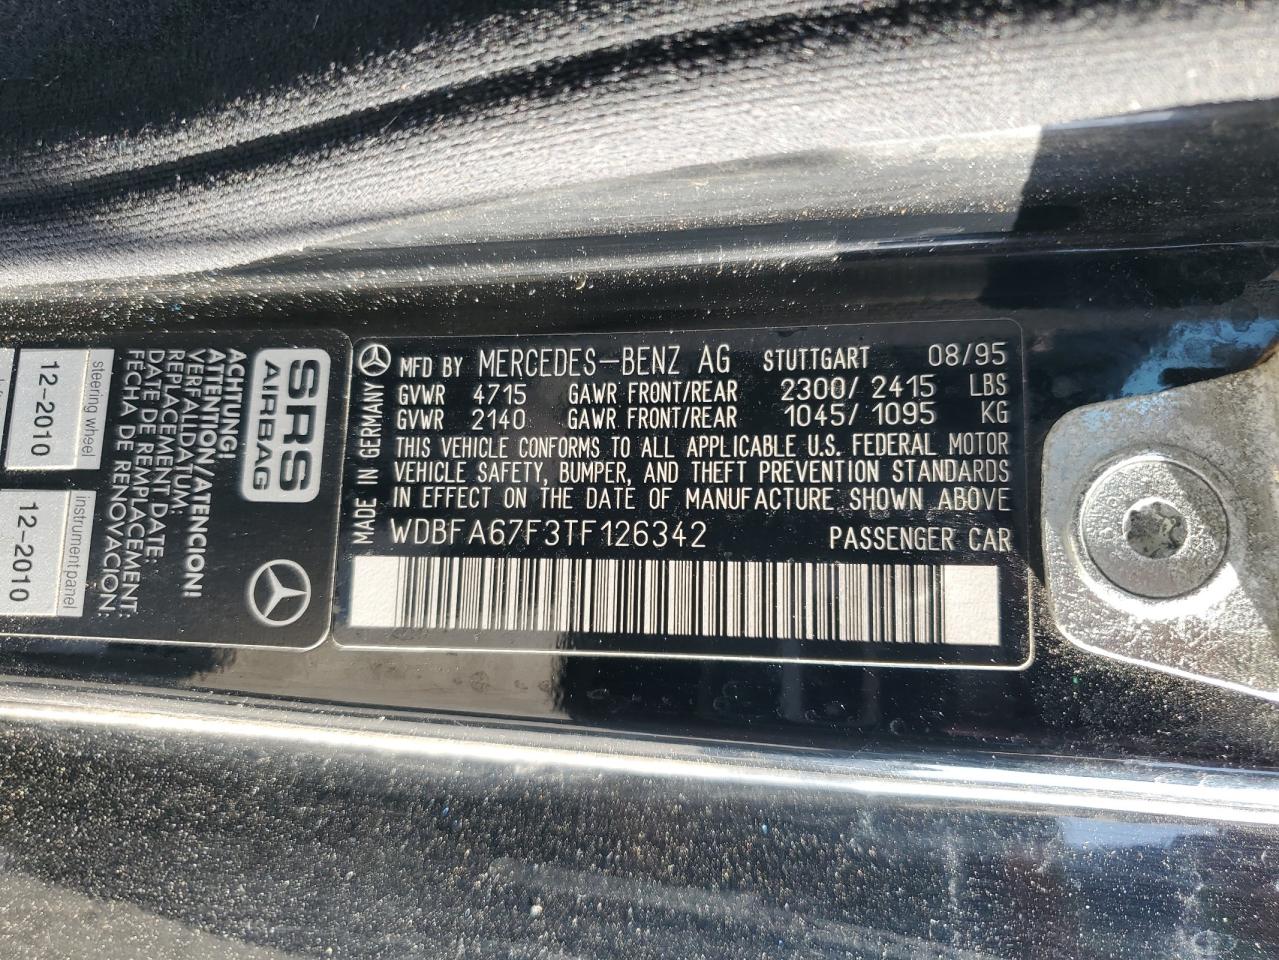 MFD BY MERCEDES-BENZ AG STUTTGART 08/95
GVWR 4715 GAWR FRONT/REAR 2300/2415 LBS
GVWR 2140 GAWR FRONT/REAR 1045/1095 KG
THIS VEHICLE CONFORMS TO ALL APPLICABLE U.S. FEDERAL MOTOR
VEHICLE SAFETY, BUMPER, AND THEFT PREVENTION STANDARDS
IN EFFECT ON THE DATE OF MANUFACTURE SHOWN ABOVE
WDBFA67F3TF126342 PASSENGER CAR
MADE IN GERMANY
SRS
AIRBAG
ACHTUNG!
ATTENTION/ATENCION!
VERFALLDATUM:
REPLACEMENT DATE:
DATE DE REMPLACEMENT:
FECHA DE RENOVACION:
steering wheel
12-2010
instrument panel
12-2010